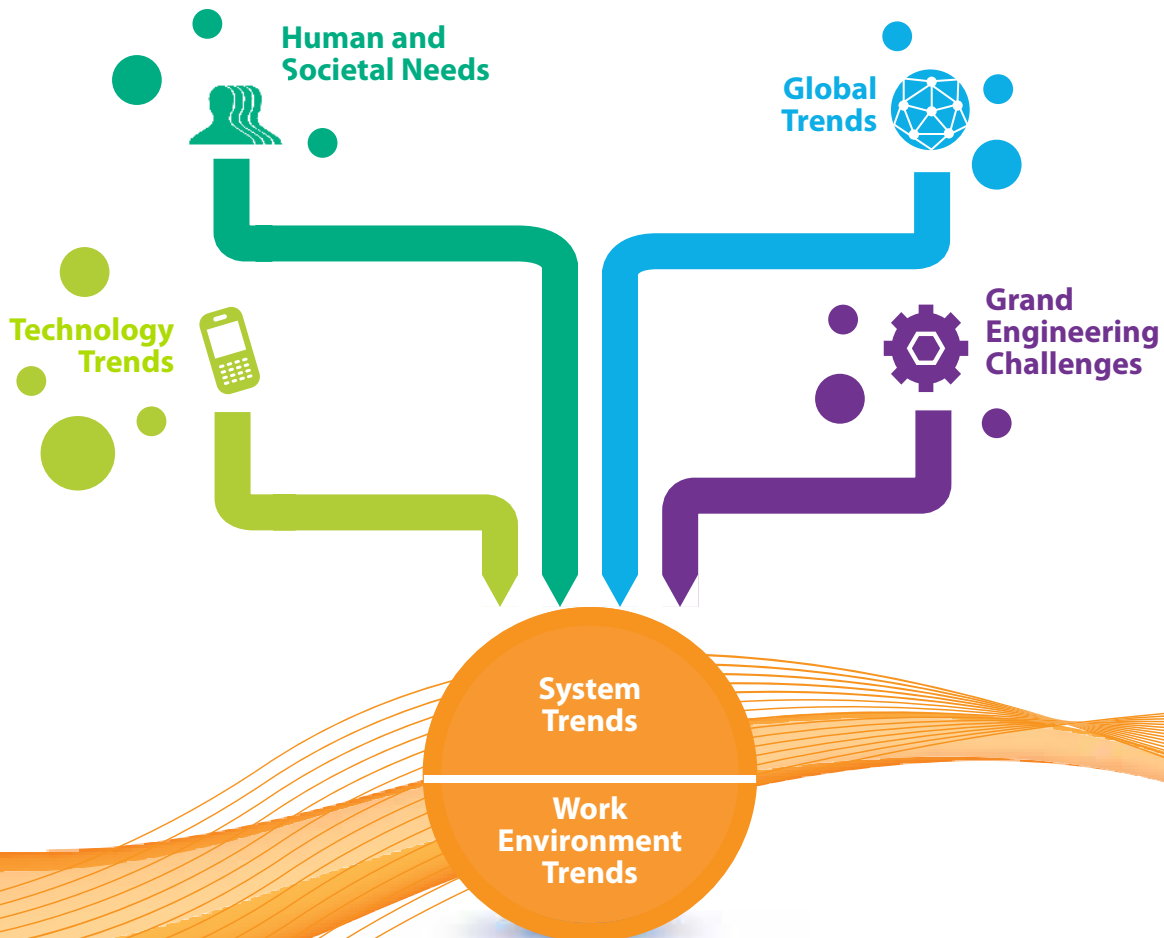 Human and
Societal Needs
Global
Trends
Technology
Trends
Grand
Engineering
Challenges
System
Trends
Work
Environment
Trends